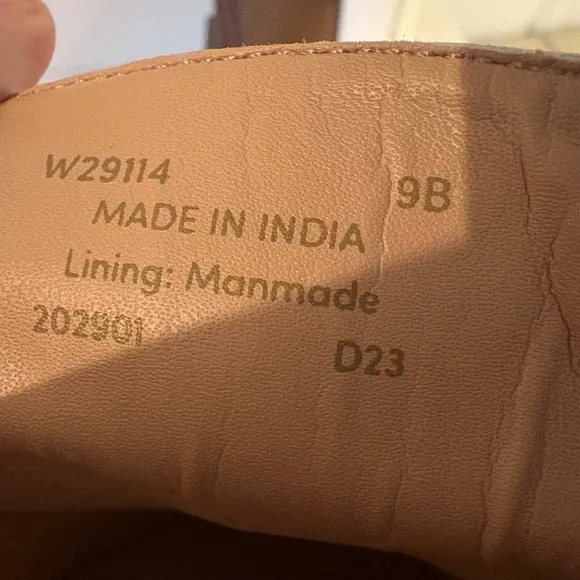 W29114
9B
MADE IN INDIA
Lining: Manmade
202901
D23